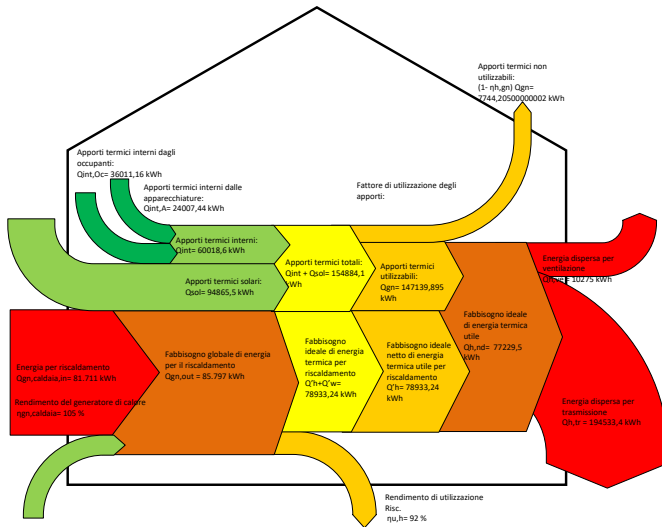 Apporti termici non
utilizzabili:
(1- ηh,gn) Qgn=
7744,20500000002 kWh
Apporti termici interni dagli
occupanti:
Qint,Oc= 36011,16 kWh
Apporti termici interni dalle
apparecchiature:
Qint,A= 24007,44 kWh
Fattore di utilizzazione degli
apporti:
Apporti termici interni:
Qint= 60018,6 kWh
Apporti termici totali:
Qint + Qsol= 154884,1
kWh
Apporti termici
utilizzabili:
Qgn= 147139,895
kWh
Energia dispersa per
ventilazione
= 10275 kWh
Apporti termici solari:
Qsol= 94865,5 kWh
Fabbisogno ideale
di energia termica
utile
Qh,nd= 77229,5
kWh
Energia per riscaldamento
Qgn,caldaia,in= 81.711 kWh
Rendimento del generatore di calore
ηgn,caldaia= 105 %
Fabbisogno globale di energia
per il riscaldamento
Qgn,out = 85.797 kWh
Fabbisogno
ideale di energia
termica per
riscaldamento
Q'h+Q'w=
78933,24 kWh
Fabbisogno ideale
netto di energia
termica utile per
riscaldamento
Q'h= 78933,24
kWh
Energia dispersa per
trasmissione
Qh,b = 194533,4 kWh
Rendimento di utilizzazione
Risc.
ηu,h= 92 %